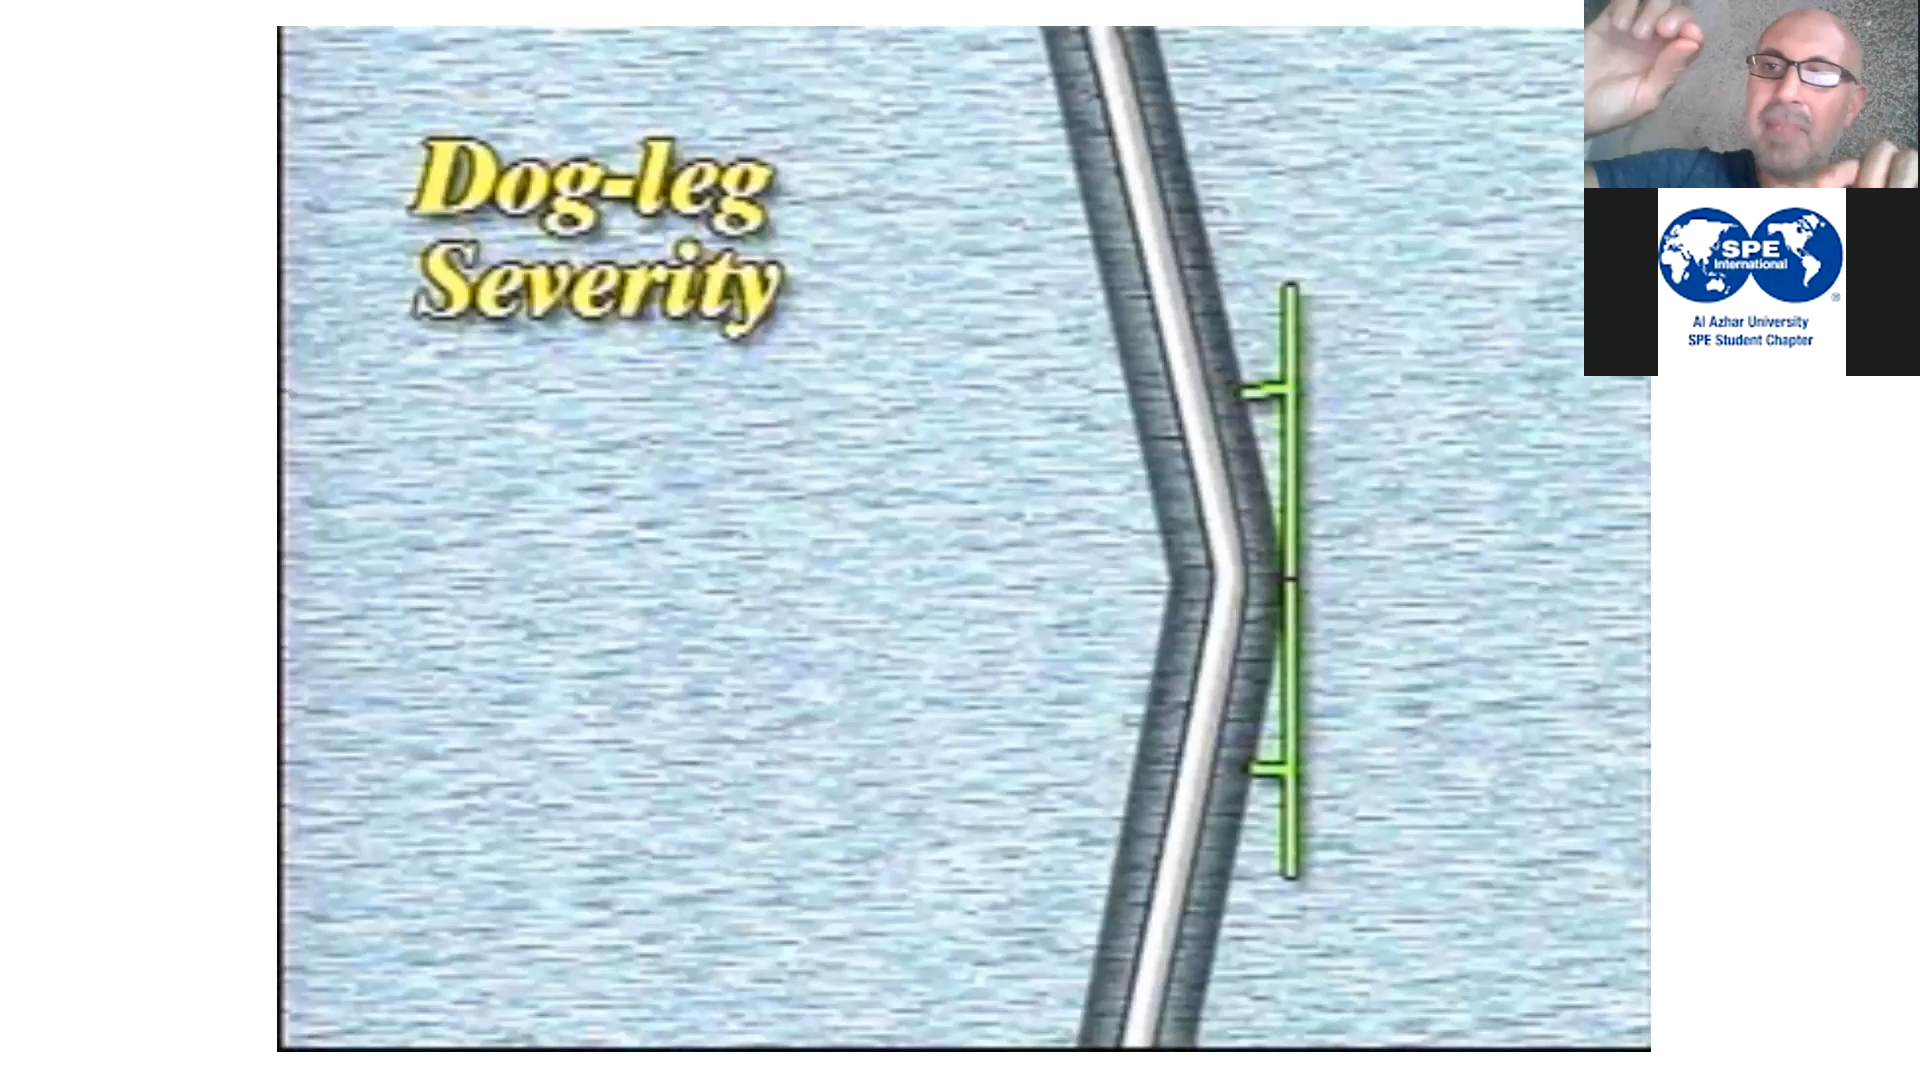 Dog-leg
Severity
SPE
International
®
Al Azhar University
SPE Student Chapter